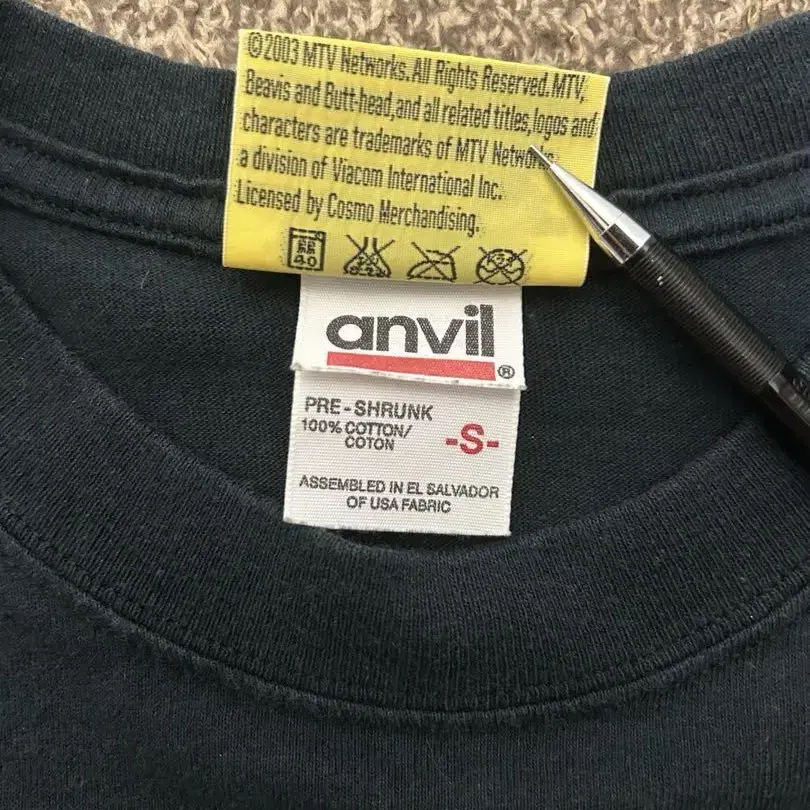 ©2003 MTV Networks. All Rights Reserved. MTV,
Beavis and Butt-head, and all related titles, logos and
characters are trademarks of MTV Networks
a division of Viacom International Inc.
Licensed by Cosmo Merchandising.
40
anvil
®
PRE-SHRUNK
100% COTTON/
COTON
-S-
ASSEMBLED IN EL SALVADOR
OF USA FABRIC